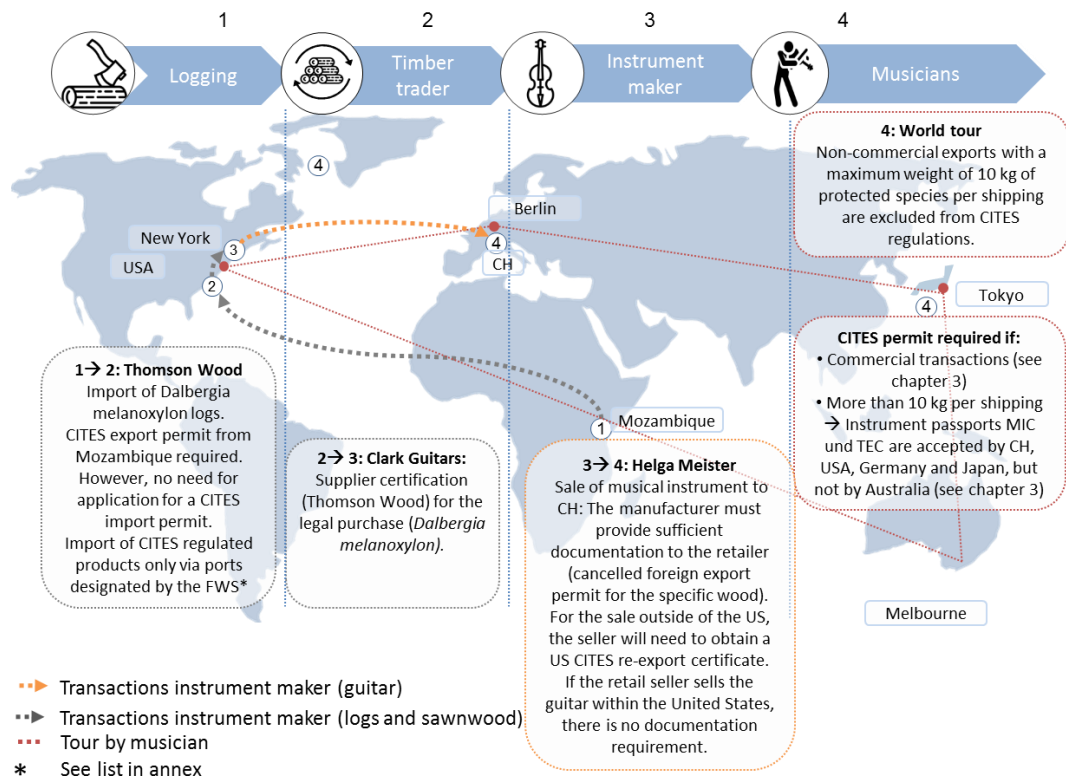 1
2
3
4
Logging
Timber
trader
Instrument
maker
Musicians
4: World tour
Non-commercial exports with a
maximum weight of 10 kg of
protected species per shipping
are excluded from CITES
regulations.
4
Berlin
New York
3
4
USA
CH
2
Tokyo
4
CITES permit required if:
• Commercial transactions (see
chapter 3)
• More than 10 kg per shipping
→ Instrument passports MIC
und TEC are accepted by CH,
USA, Germany and Japan, but
not by Australia (see chapter 3)
1→ 2: Thomson Wood
Import of Dalbergia
melanoxylon logs.
CITES export permit from
Mozambique required.
However, no need for
application for a CITES
import permit.
Import of CITES regulated
products only via ports
designated by the FWS*
Mozambique
1
2→ 3: Clark Guitars:
Supplier certification
(Thomson Wood) for the
legal purchase (Dalbergia
melanoxylon).
3→ 4: Helga Meister
Sale of musical instrument to
CH: The manufacturer must
provide sufficient
documentation to the retailer
(cancelled foreign export
permit for the specific wood).
For the sale outside of the US,
the seller will need to obtain a
US CITES re-export certificate.
If the retail seller sells the
guitar within the United States,
there is no documentation
requirement.
Melbourne
Transactions instrument maker (guitar)
Transactions instrument maker (logs and sawnwood)
Tour by musician
* See list in annex